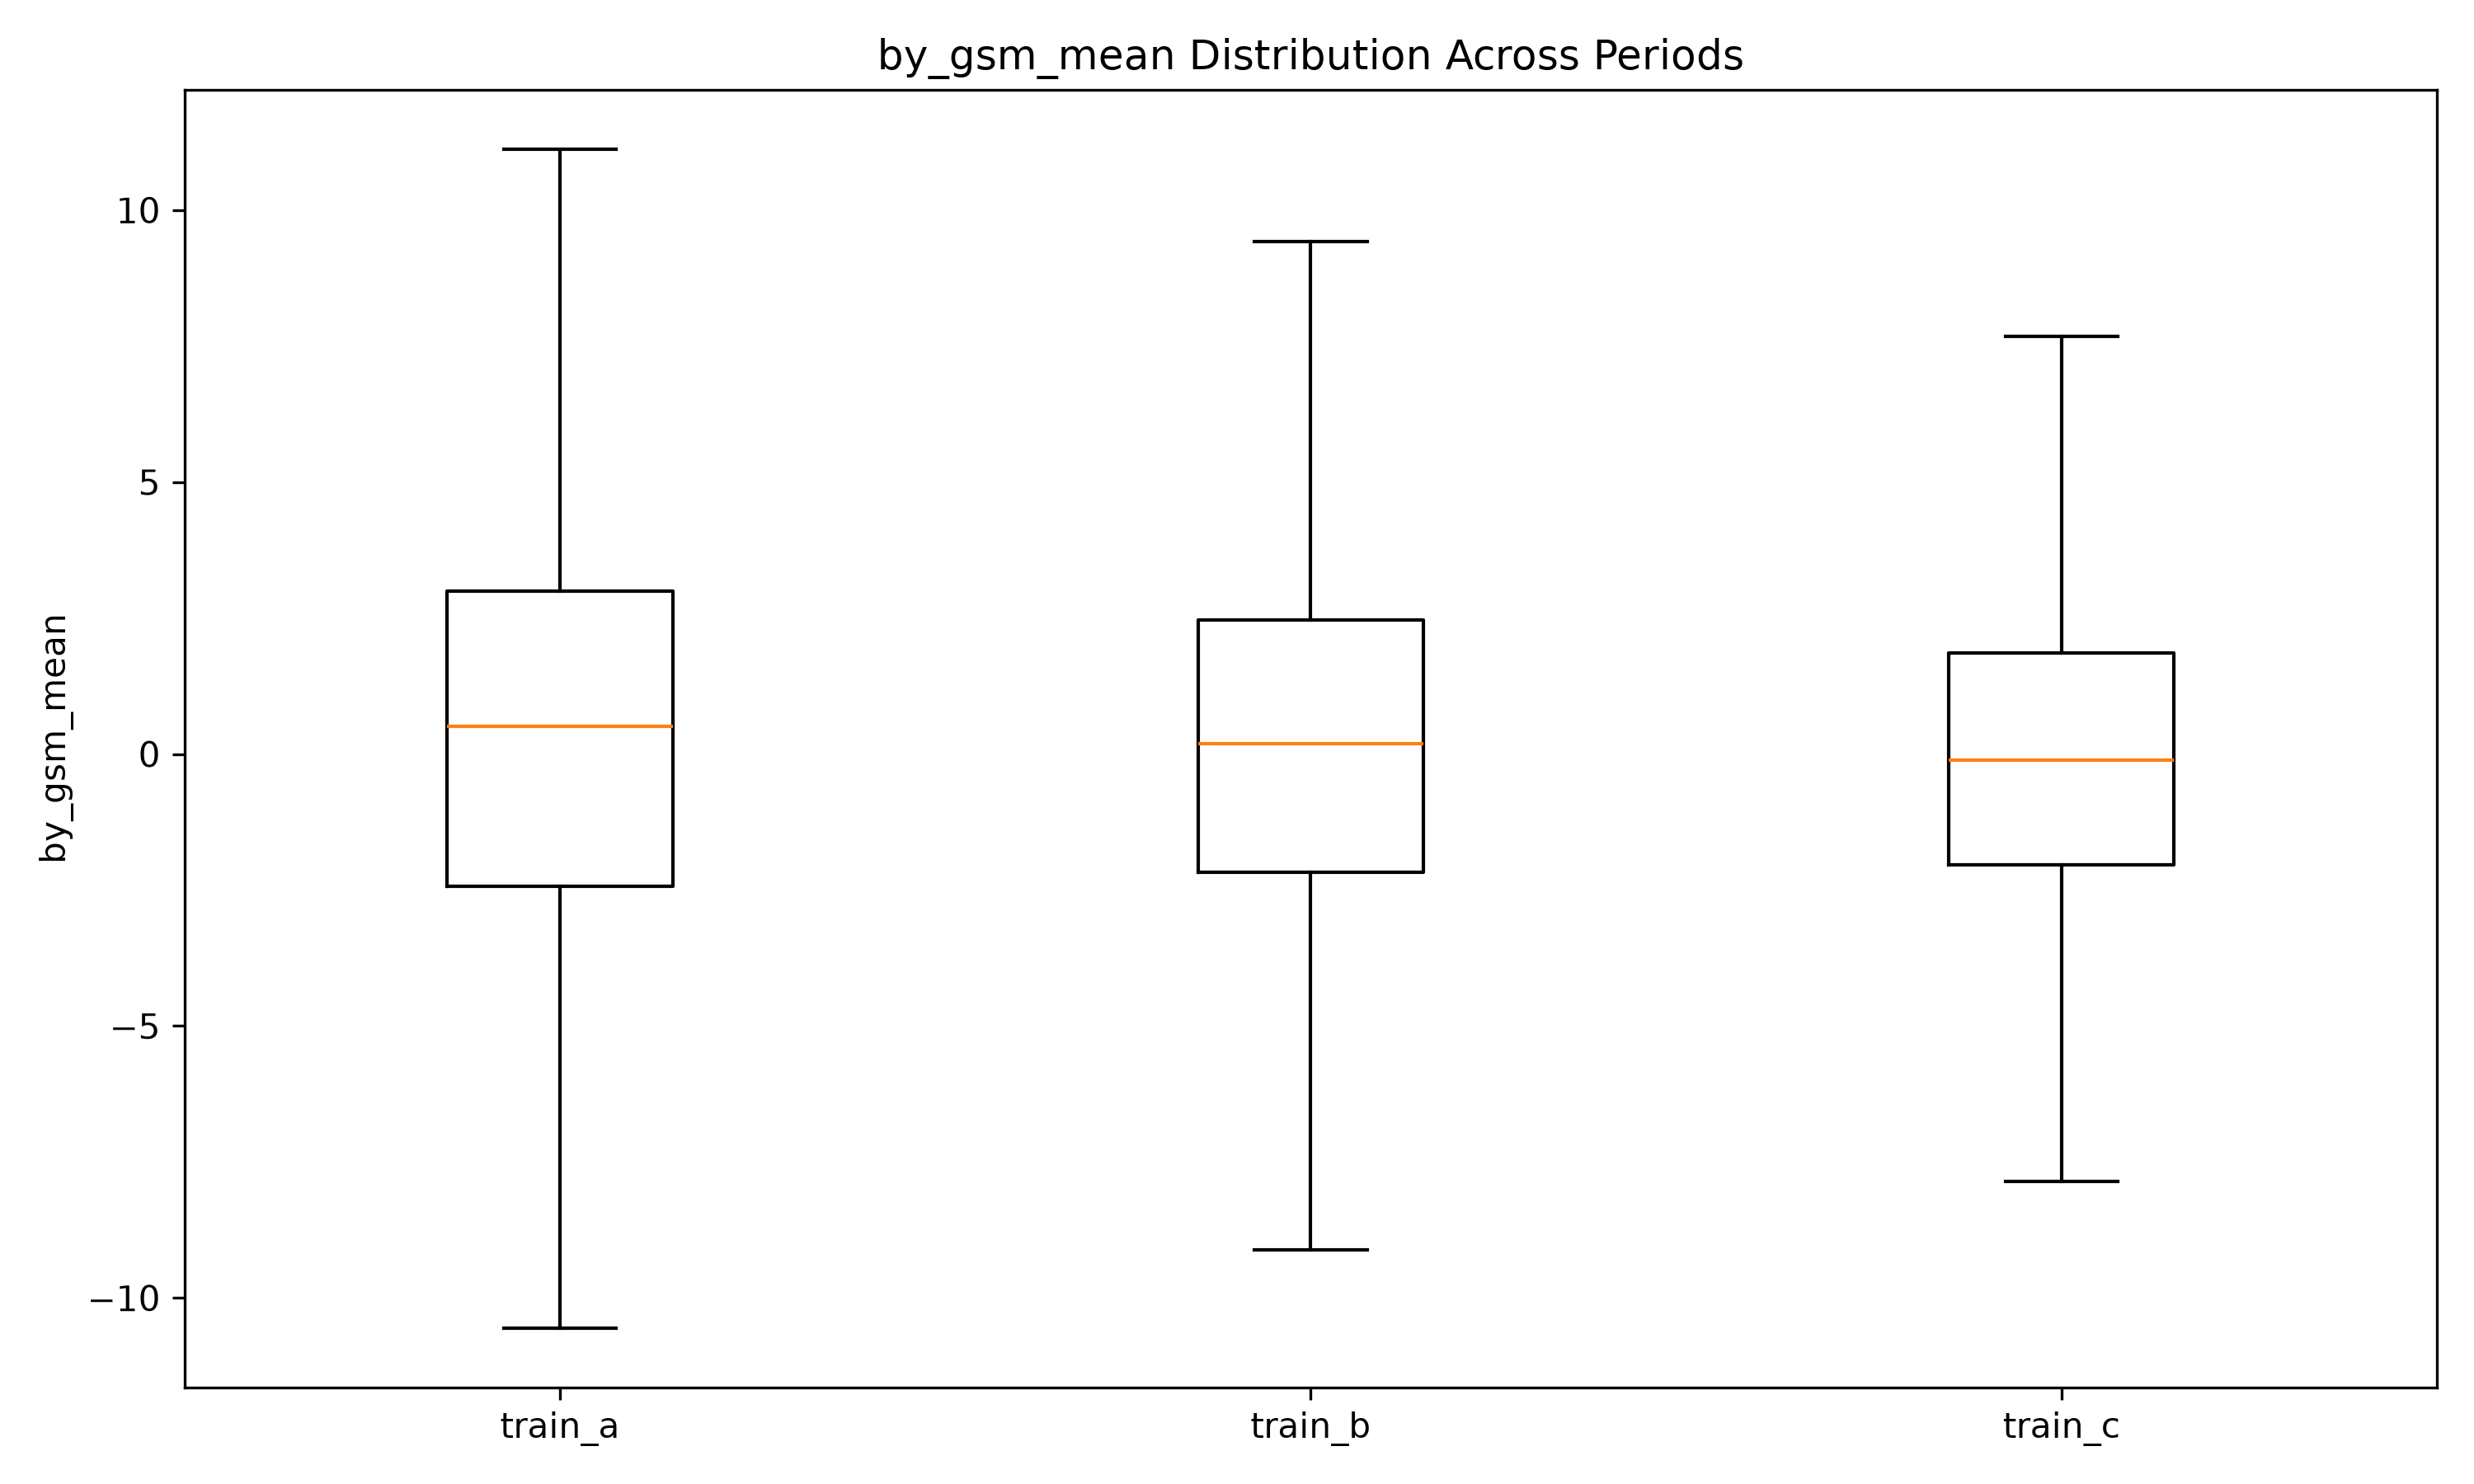 by_gsm_mean Distribution Across Periods
10
5
0
−5
−10
by_gsm_mean
train_a
train_b
train_c